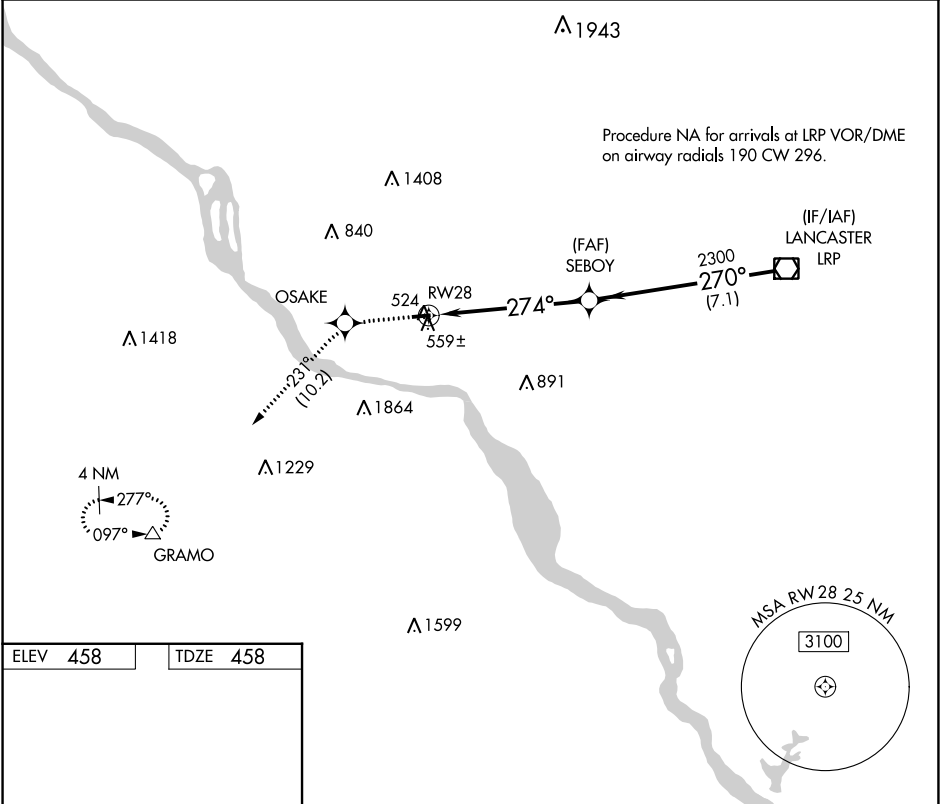 1943
Procedure NA for arrivals at LRP VOR/DME
on airway radials 190 CW 296.
1408
840
(IF/IAF)
LANCASTER
LRP
(FAF)
SEBOY
2300
270°
(7.1)
OSAKE
524
RW28
274°
559±
1418
231°
(10.2)
891
1864
1229
4 NM
277°
097°
GRAMO
1599
MSA RW28 25 NM
3100
ELEV 458
TDZE 458